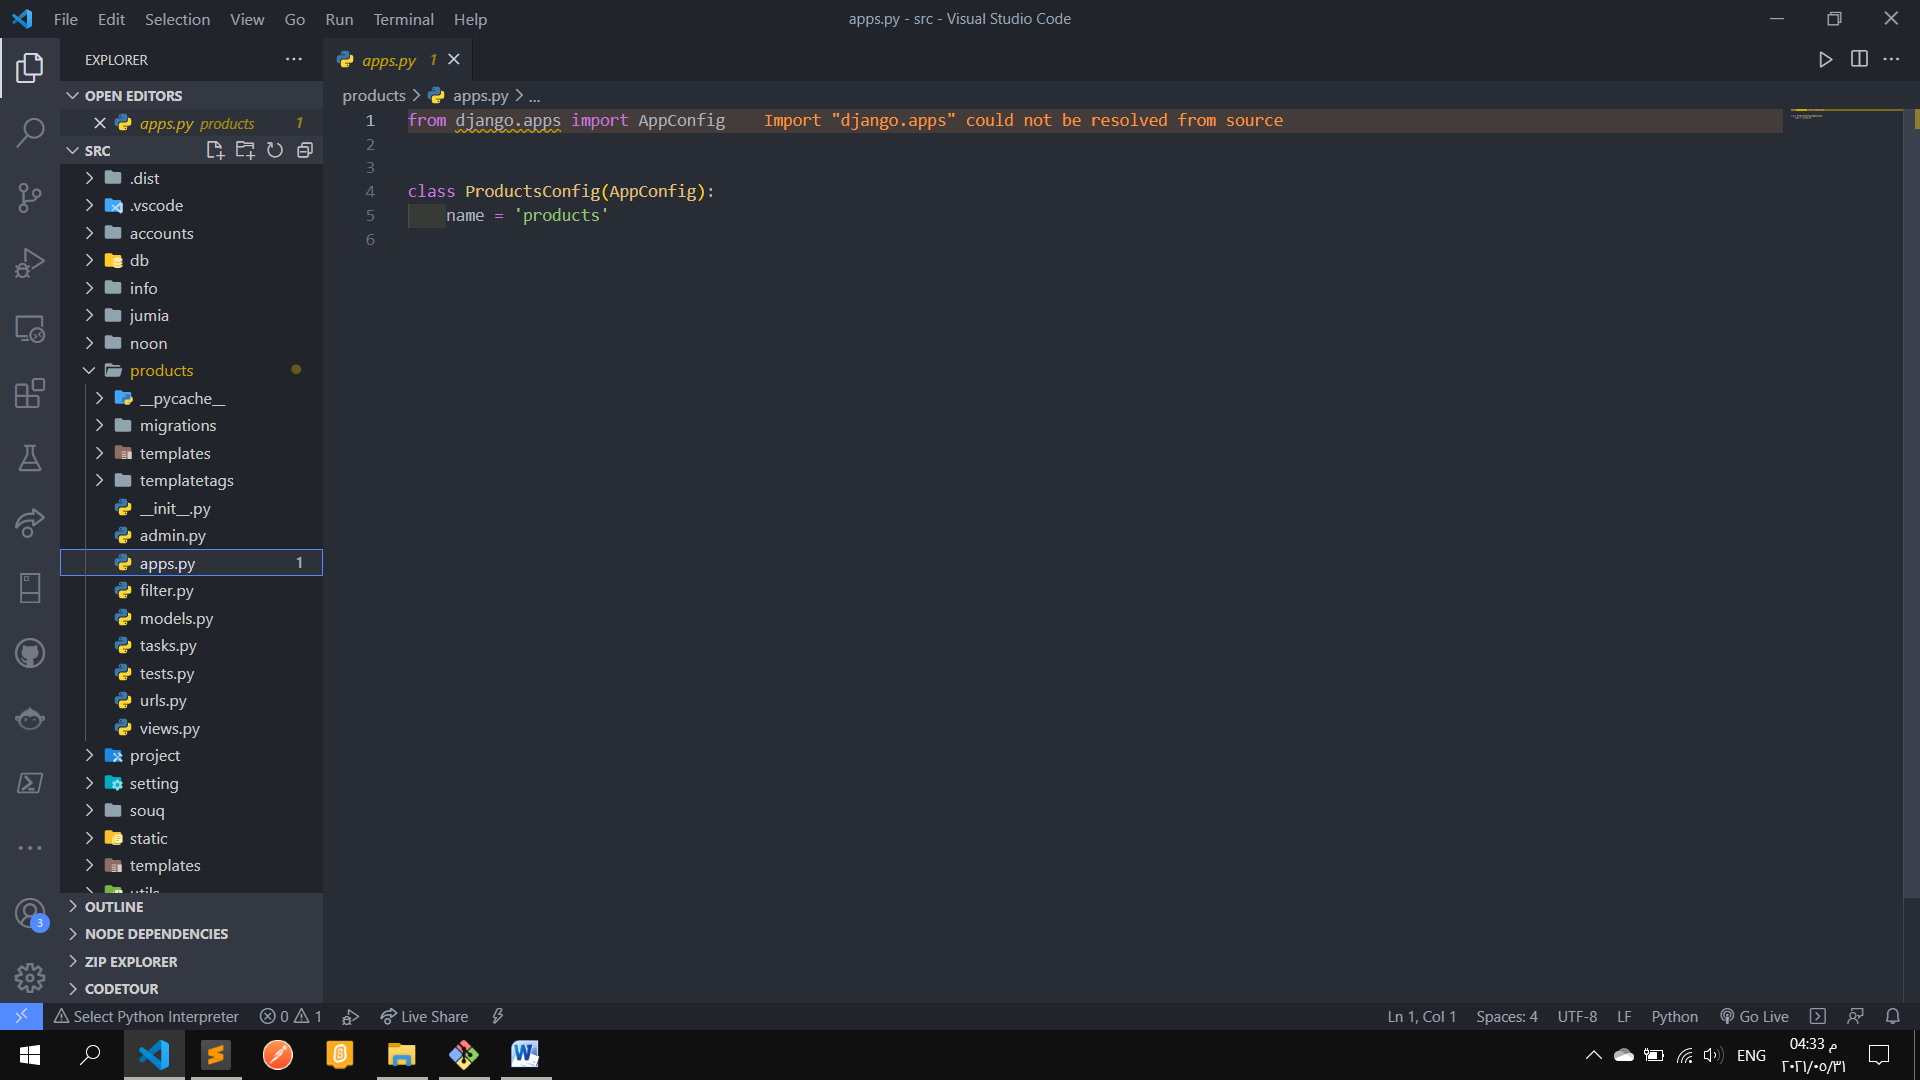 File Edit Selection View Go Run Terminal Help
apps.py - src - Visual Studio Code
EXPLORER
OPEN EDITORS
apps.py products 1
SRC
.dist
.vscode
accounts
db
info
jumia
noon
products
__pycache__
migrations
templates
templatetags
__init__.py
admin.py
apps.py 1
filter.py
models.py
tasks.py
tests.py
urls.py
views.py
project
setting
souq
static
templates
utils
OUTLINE
NODE DEPENDENCIES
ZIP EXPLORER
CODETOUR
3
apps.py 1
products > apps.py > ...
1 from django.apps import AppConfig Import "django.apps" could not be resolved from source
2
3
4 class ProductsConfig(AppConfig):
5 name = 'products'
6
Select Python Interpreter 0 1 Live Share
Ln 1, Col 1 Spaces: 4 UTF-8 LF Python Go Live
ENG
04:33 م
٢٠٢١/٠٥/٣١